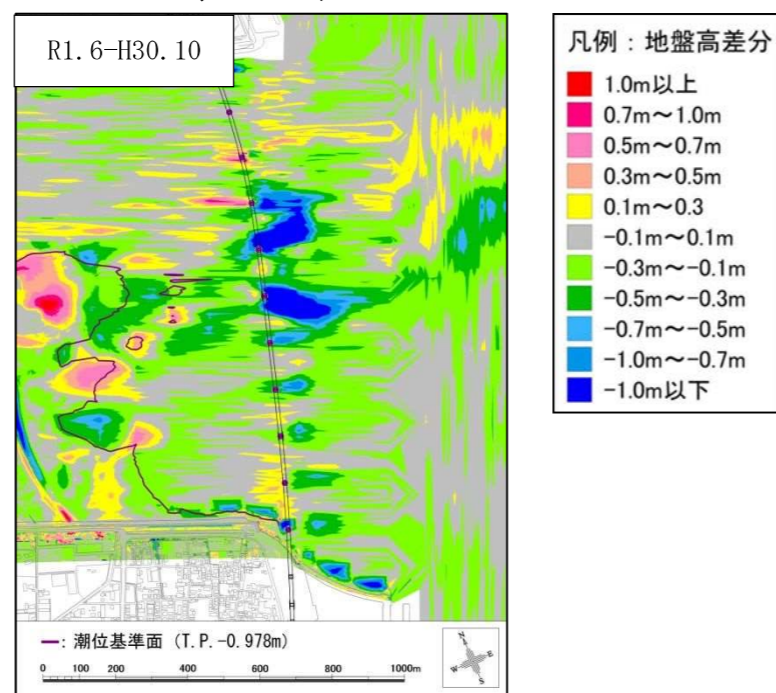 R1.6-H30.10
凡例：地盤高差分
1.0m以上
0.7m～1.0m
0.5m～0.7m
0.3m～0.5m
0.1m～0.3
-0.1m～0.1m
-0.3m～-0.1m
-0.5m～-0.3m
-0.7m～-0.5m
-1.0m～-0.7m
-1.0m以下
━: 潮位基準面 (T.P.-0.978m)
0 100 200 400 600 800 1000m
N
W E
S